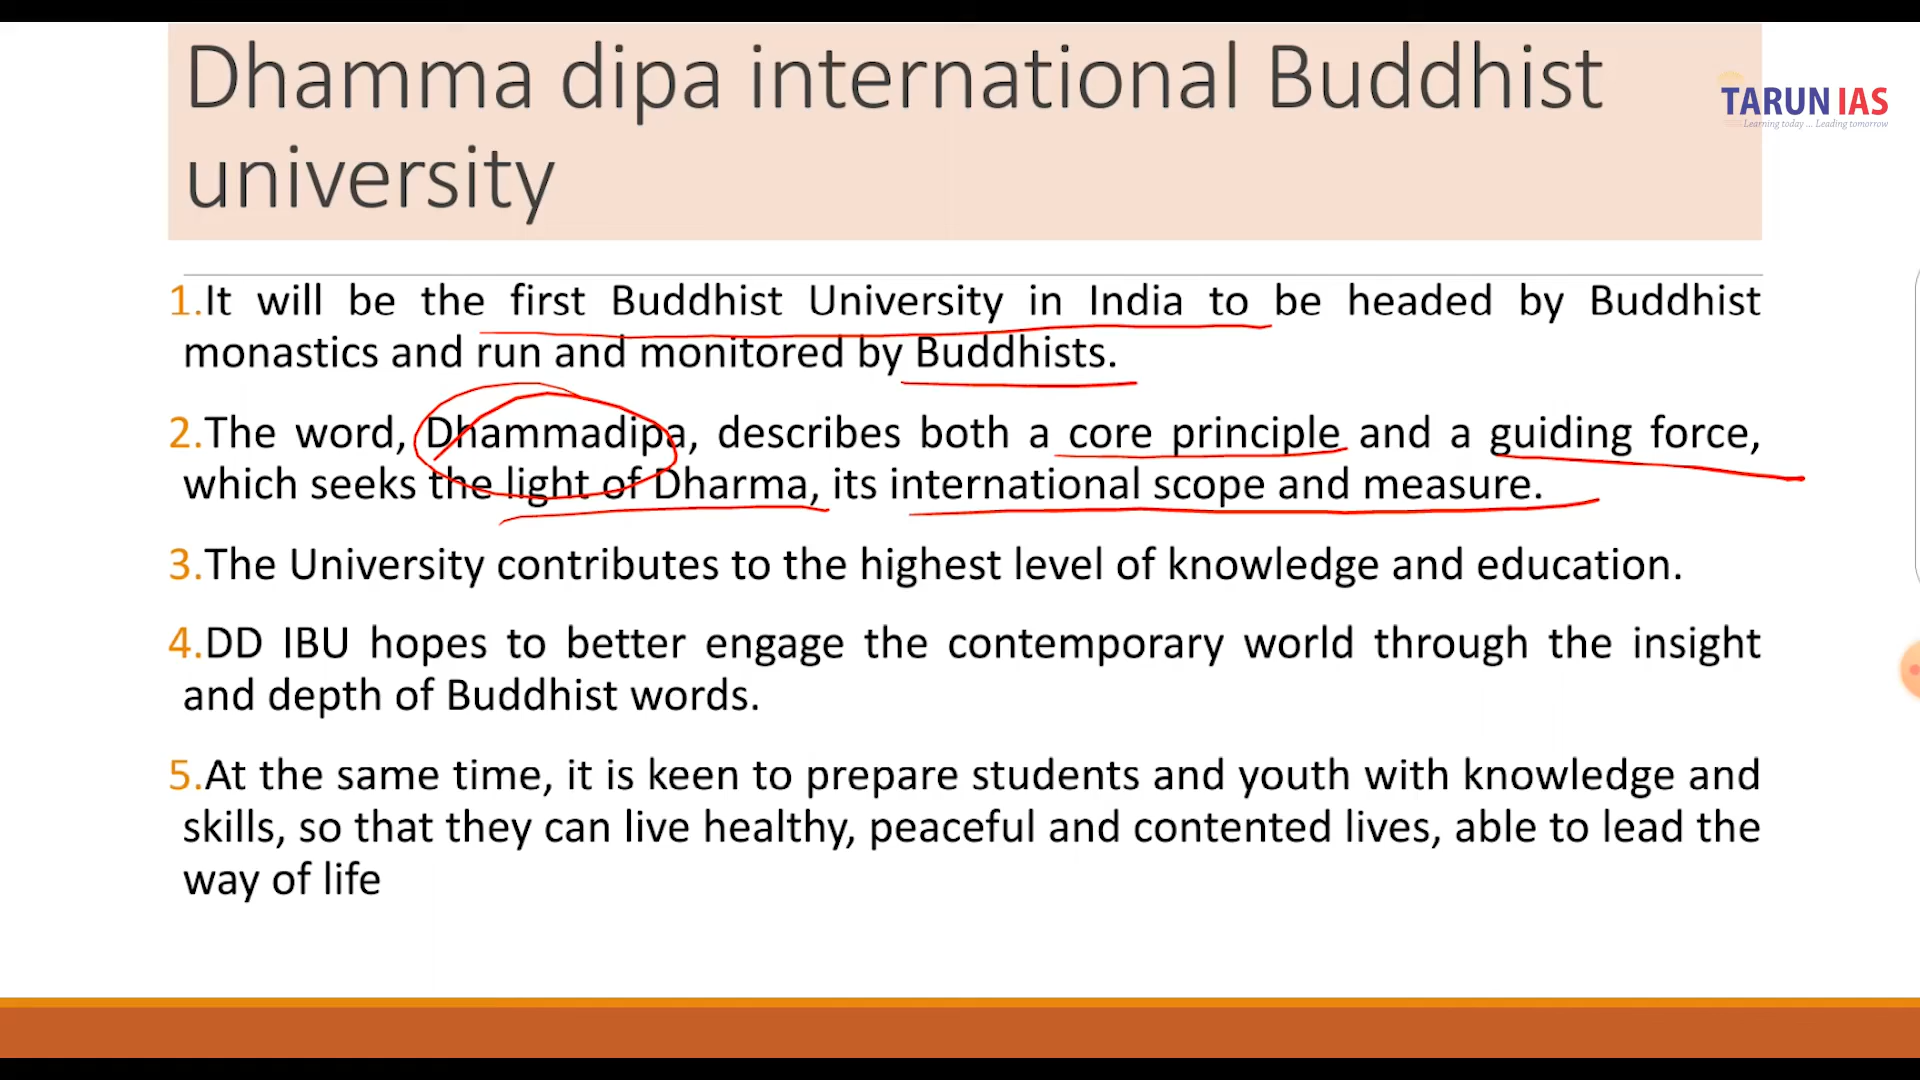 Dhamma dipa international Buddhist
university
TARUN IAS
Learning today ... Leading tomorrow
1.It will be the first Buddhist University in India to be headed by Buddhist
monastics and run and monitored by Buddhists.
2.The word, Dhammadipa, describes both a core principle and a guiding force,
which seeks the light of Dharma, its international scope and measure.
3.The University contributes to the highest level of knowledge and education.
4.DD IBU hopes to better engage the contemporary world through the insight
and depth of Buddhist words.
5.At the same time, it is keen to prepare students and youth with knowledge and
skills, so that they can live healthy, peaceful and contented lives, able to lead the
way of life